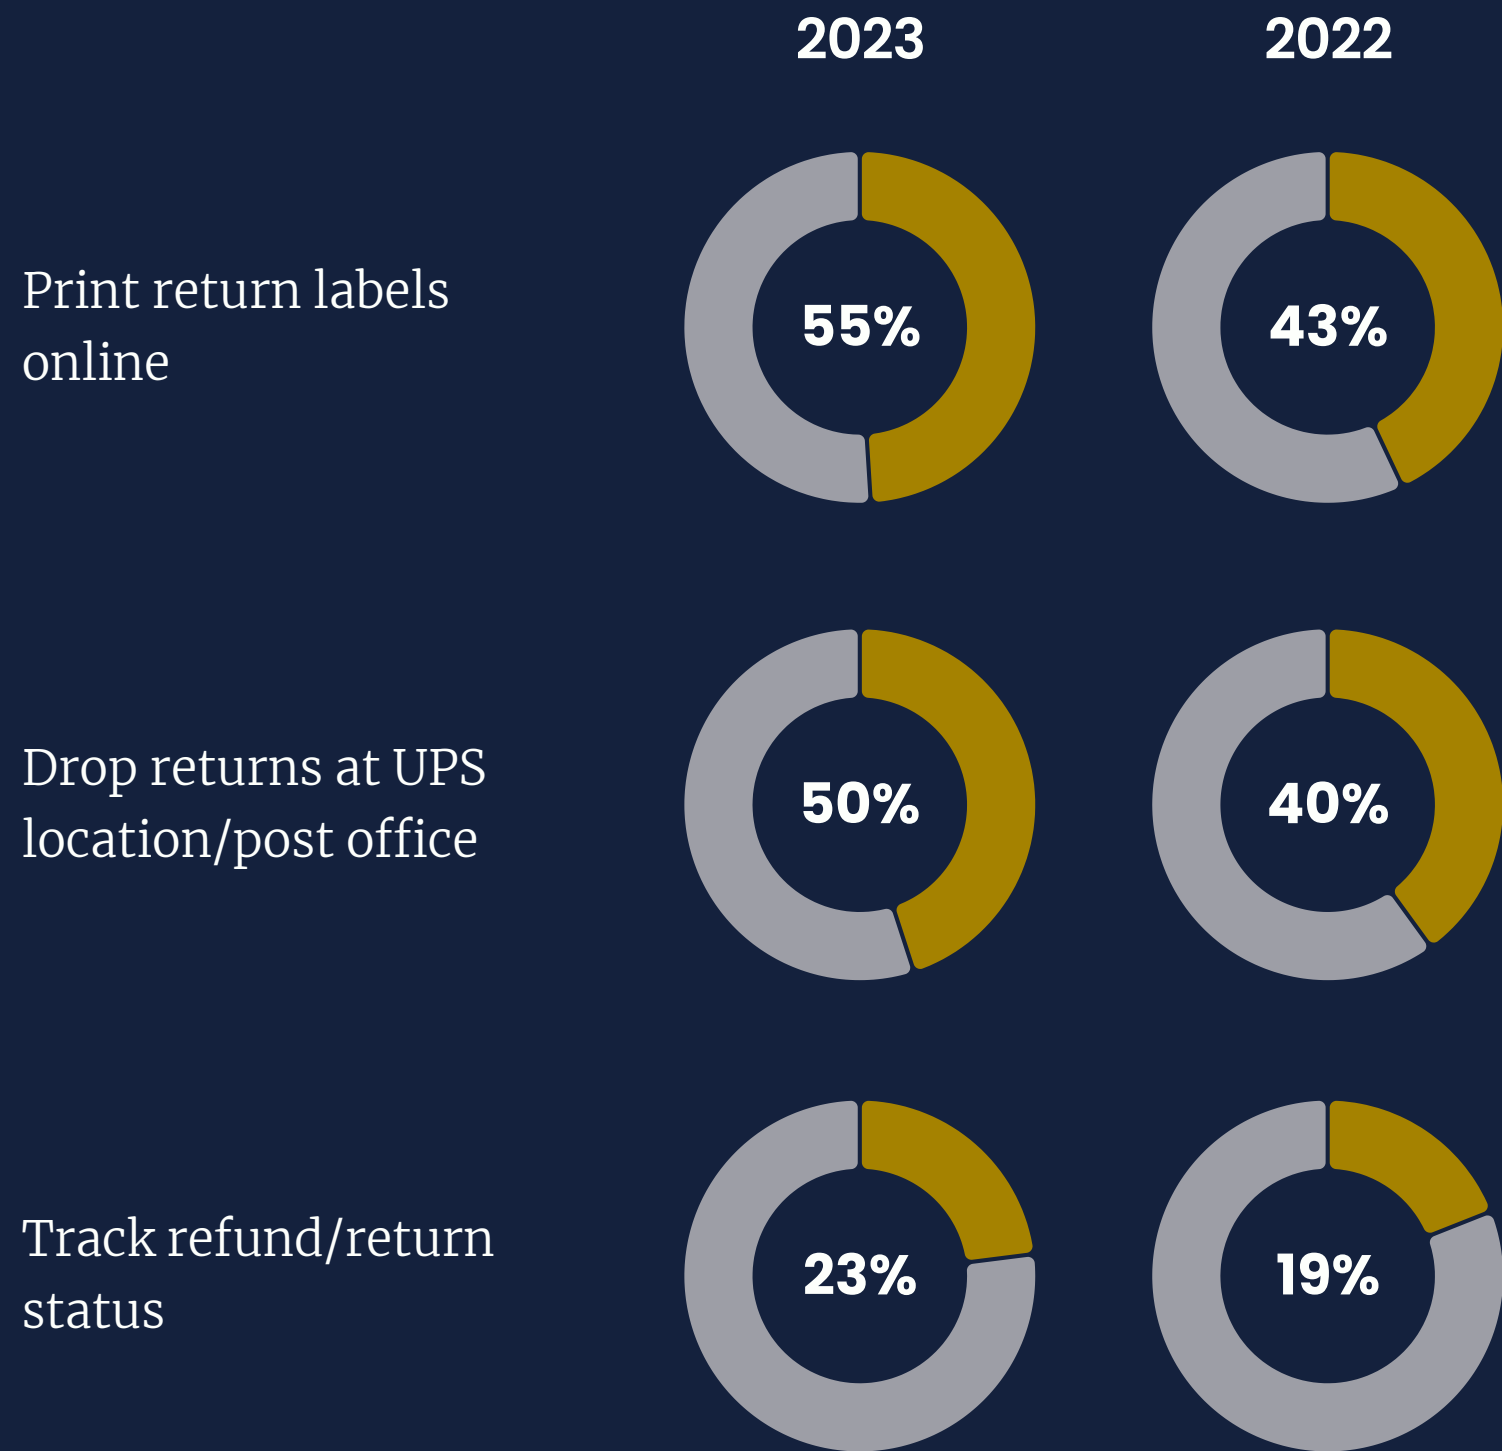 2023 2022
Print return labels
online
55% 43%
Drop returns at UPS
location/post office
50% 40%
Track refund/return
status
23% 19%